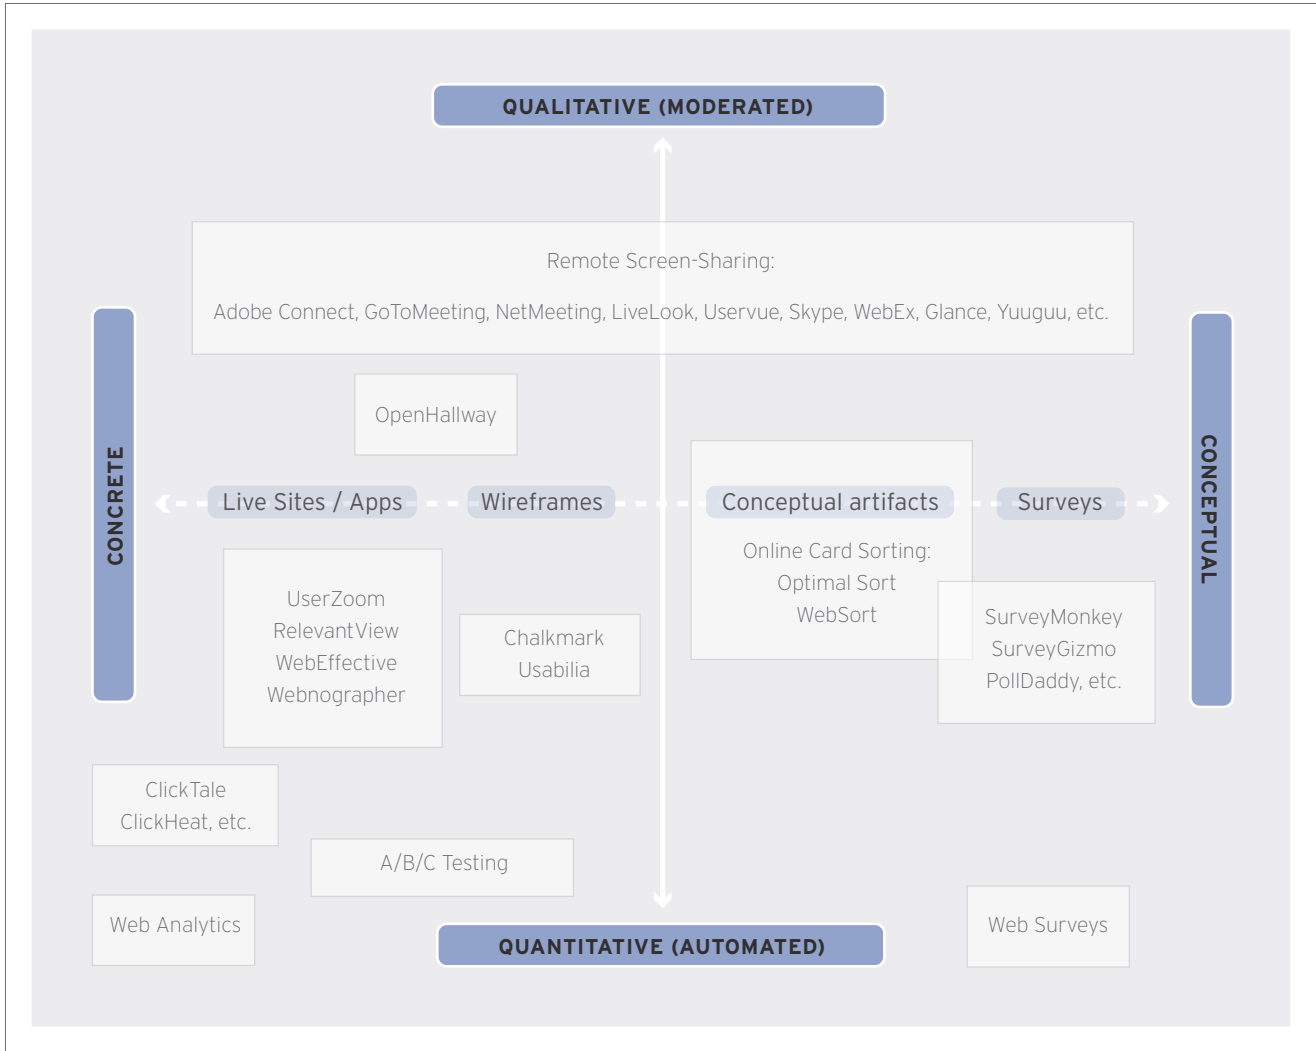 QUALITATIVE (MODERATED)
Remote Screen-Sharing:
Adobe Connect, GoToMeeting, NetMeeting, LiveLook, Uservue, Skype, WebEx, Glance, Yuuguu, etc.
OpenHallway
CONCRETE
Live Sites / Apps
Wireframes
Conceptual artifacts
Surveys
CONCEPTUAL
Online Card Sorting:
Optimal Sort
WebSort
UserZoom
RelevantView
WebEffective
Webnographer
Chalkmark
Usabilia
SurveyMonkey
SurveyGizmo
PollDaddy, etc.
ClickTale
ClickHeat, etc.
A/B/C Testing
Web Analytics
Web Surveys
QUANTITATIVE (AUTOMATED)